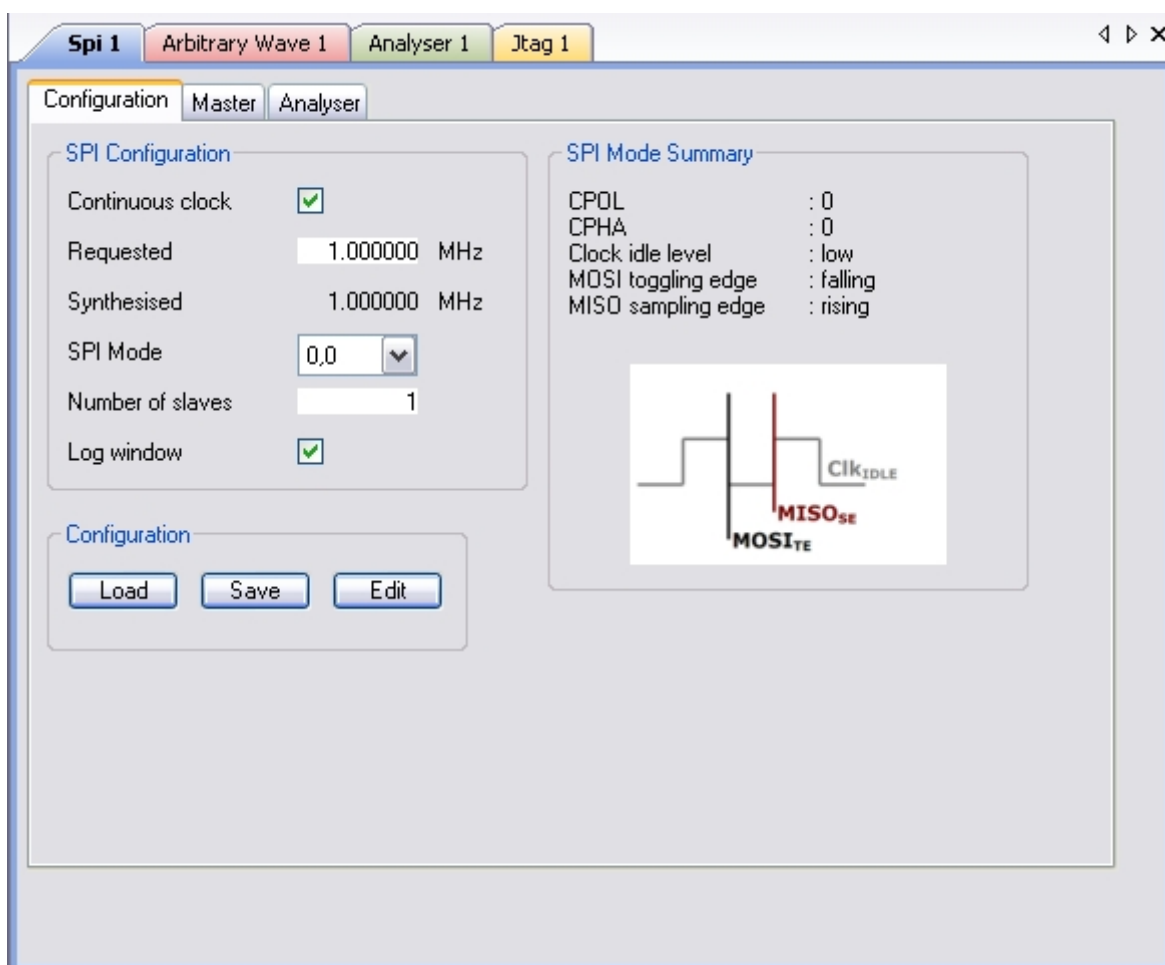 Spi 1 Arbitrary Wave 1 Analyser 1 Jtag 1
Configuration Master Analyser
SPI Configuration
Continuous clock
Requested 1.000000 MHz
Synthesised 1.000000 MHz
SPI Mode 0,0
Number of slaves 1
Log window
Configuration
Load Save Edit
SPI Mode Summary
CPOL : 0
CPHA : 0
Clock idle level : low
MOSI toggling edge : falling
MISO sampling edge : rising
ClkIDLE
MISOSE
MOSITE